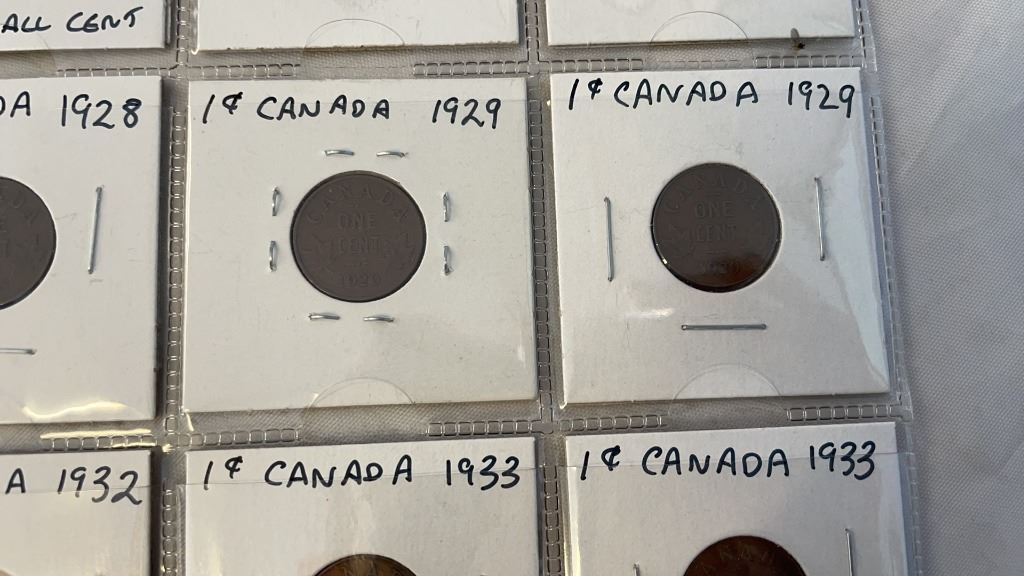 ALL CENT
DA 1928
1¢ CANADA 1929
1¢ CANADA 1929
CANADA
ONE
CENT
1929
CANADA
ONE
CENT
A 1932
1¢ CANADA 1933
1¢ CANADA 1933